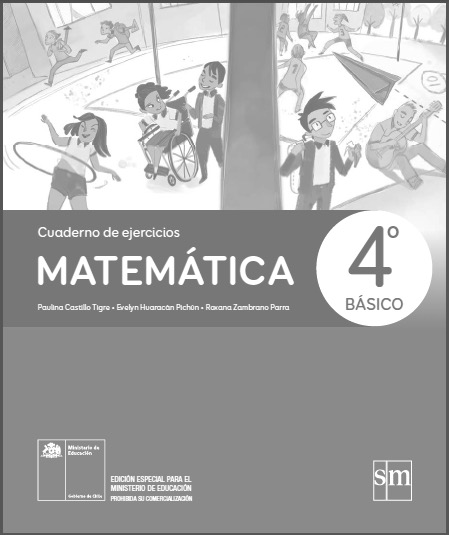 Cuaderno de ejercicios
MATEMÁTICA
4°
BÁSICO
Paulina Castillo Tigre • Evelyn Huaracán Pichún • Roxana Zambrano Parra
Ministerio de
Educación
Gobierno de Chile
EDICIÓN ESPECIAL PARA EL
MINISTERIO DE EDUCACIÓN
PROHIBIDA SU COMERCIALIZACIÓN
sm